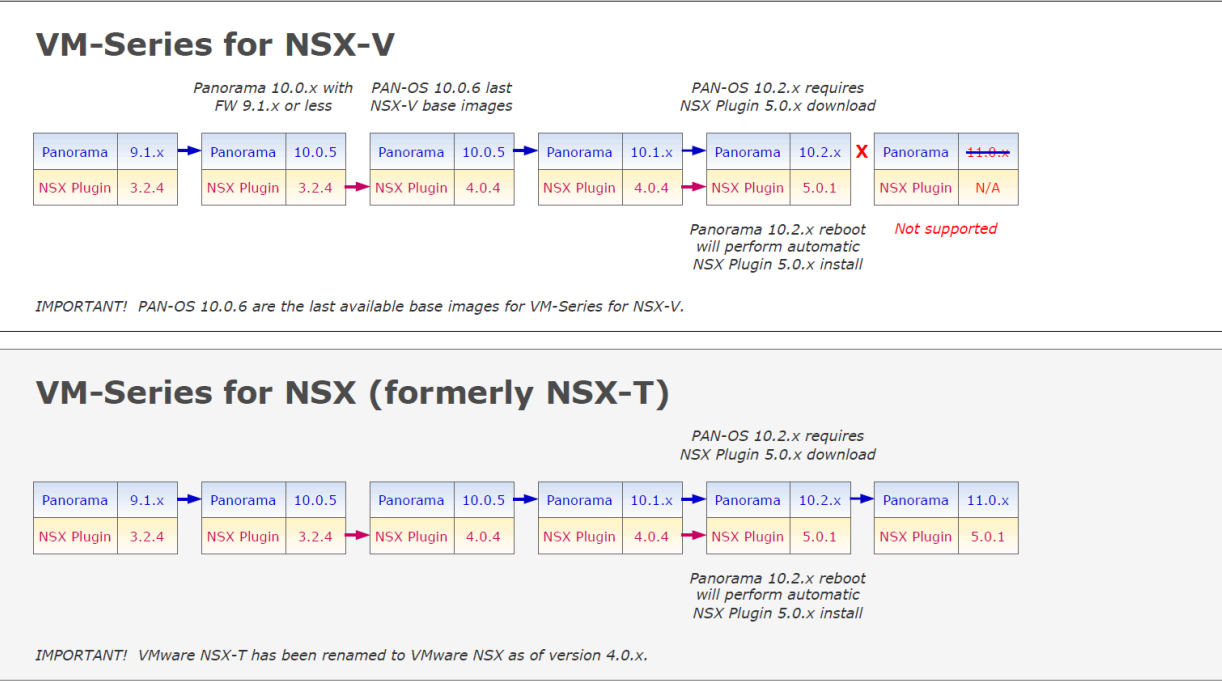 VM-Series for NSX-V
Panorama 10.0.x with
FW 9.1.x or less
PAN-OS 10.0.6 last
NSX-V base images
PAN-OS 10.2.x requires
NSX Plugin 5.0.x download
Panorama 9.1.x Panorama 10.0.5 Panorama 10.0.5 Panorama 10.1.x Panorama 10.2.x X Panorama 11.0.x
NSX Plugin 3.2.4 NSX Plugin 3.2.4 NSX Plugin 4.0.4 NSX Plugin 4.0.4 NSX Plugin 5.0.1 NSX Plugin N/A
Panorama 10.2.x reboot
will perform automatic
NSX Plugin 5.0.x install
Not supported
IMPORTANT! PAN-OS 10.0.6 are the last available base images for VM-Series for NSX-V.
VM-Series for NSX (formerly NSX-T)
PAN-OS 10.2.x requires
NSX Plugin 5.0.x download
Panorama 9.1.x Panorama 10.0.5 Panorama 10.0.5 Panorama 10.1.x Panorama 10.2.x Panorama 11.0.x
NSX Plugin 3.2.4 NSX Plugin 3.2.4 NSX Plugin 4.0.4 NSX Plugin 4.0.4 NSX Plugin 5.0.1 NSX Plugin 5.0.1
Panorama 10.2.x reboot
will perform automatic
NSX Plugin 5.0.x install
IMPORTANT! VMware NSX-T has been renamed to VMware NSX as of version 4.0.x.